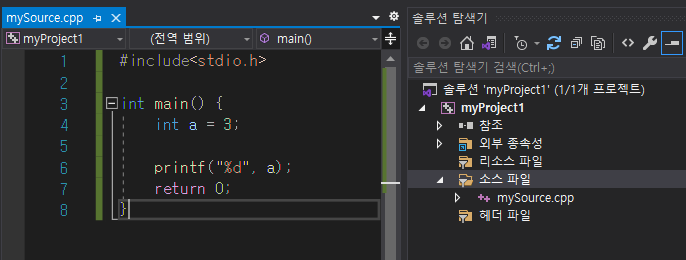 mySource.cpp
myProject1
(전역 범위)
main()
1 #include<stdio.h>
2
3 int main() {
4 int a = 3;
5
6 printf("%d", a);
7 return 0;
8 }
솔루션 탐색기
솔루션 탐색기 검색(Ctrl+;)
솔루션 'myProject1' (1/1개 프로젝트)
myProject1
참조
외부 종속성
리소스 파일
소스 파일
mySource.cpp
헤더 파일